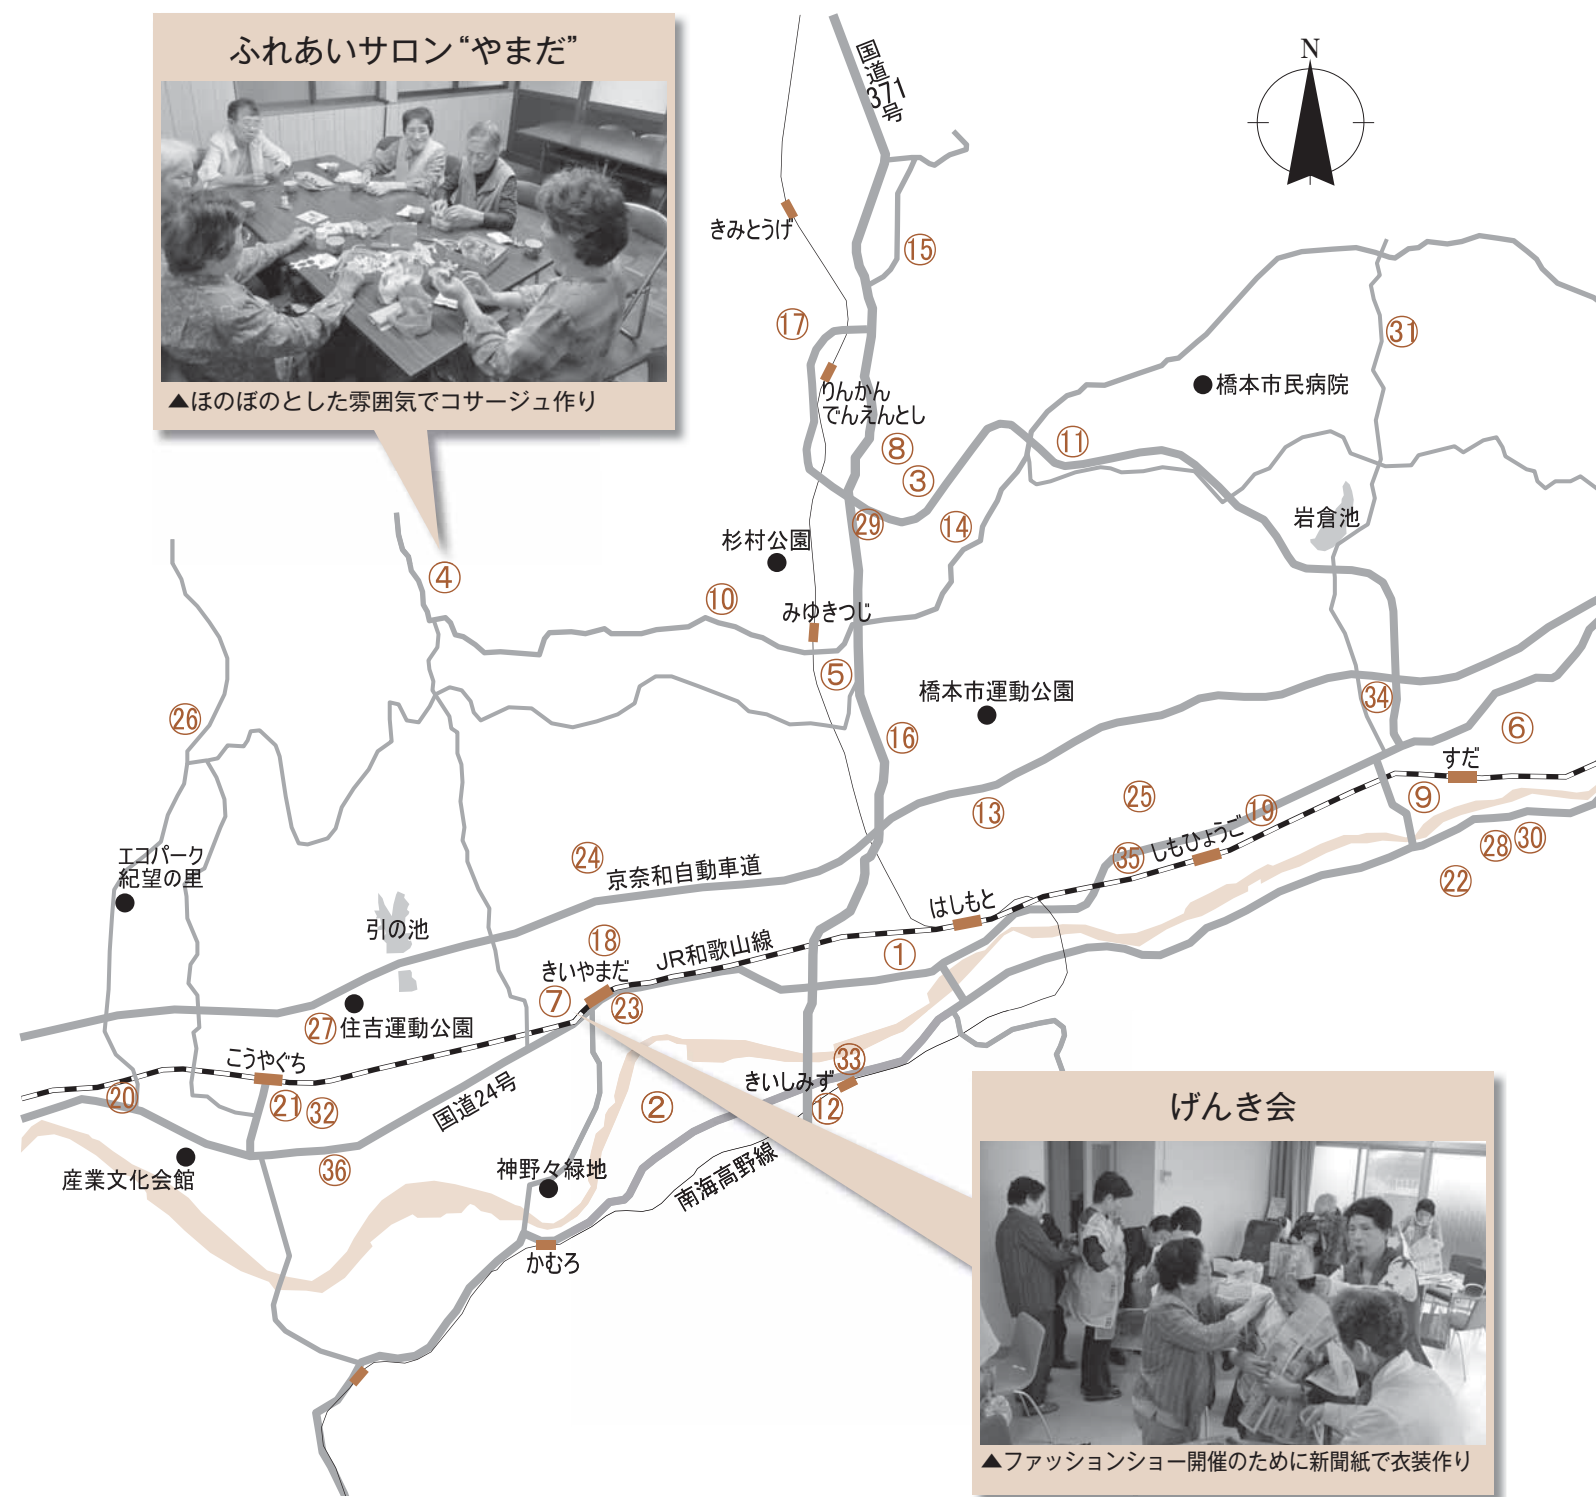 ふれあいサロン“やまだ”
▲ほのぼのとした雰囲気でコサージュ作り
国道371号
N
きみとうげ
⑮
⑰
㉛
りんかん
でんえんとし
橋本市民病院
⑧
⑪
③
㉙
⑭
岩倉池
杉村公園
④
⑩
みゆきつじ
⑤
橋本市運動公園
㉞
㉖
⑯
⑥
すだ
㉕
⑨
⑬
⑲
エコパーク
紀望の里
㉔
京奈和自動車道
㉟
しもひょうご
㉘
㉚
㉒
引の池
はしもと
⑱
JR和歌山線
①
きいやまだ
⑦
㉓
㉗
住吉運動公園
こうやぐち
⑳
㉑
㉜
国道24号
②
きいしみず
㉝
⑫
産業文化会館
㊱
神野々緑地
南海高野線
かむろ
げんき会
▲ファッションショー開催のために新聞紙で衣装作り